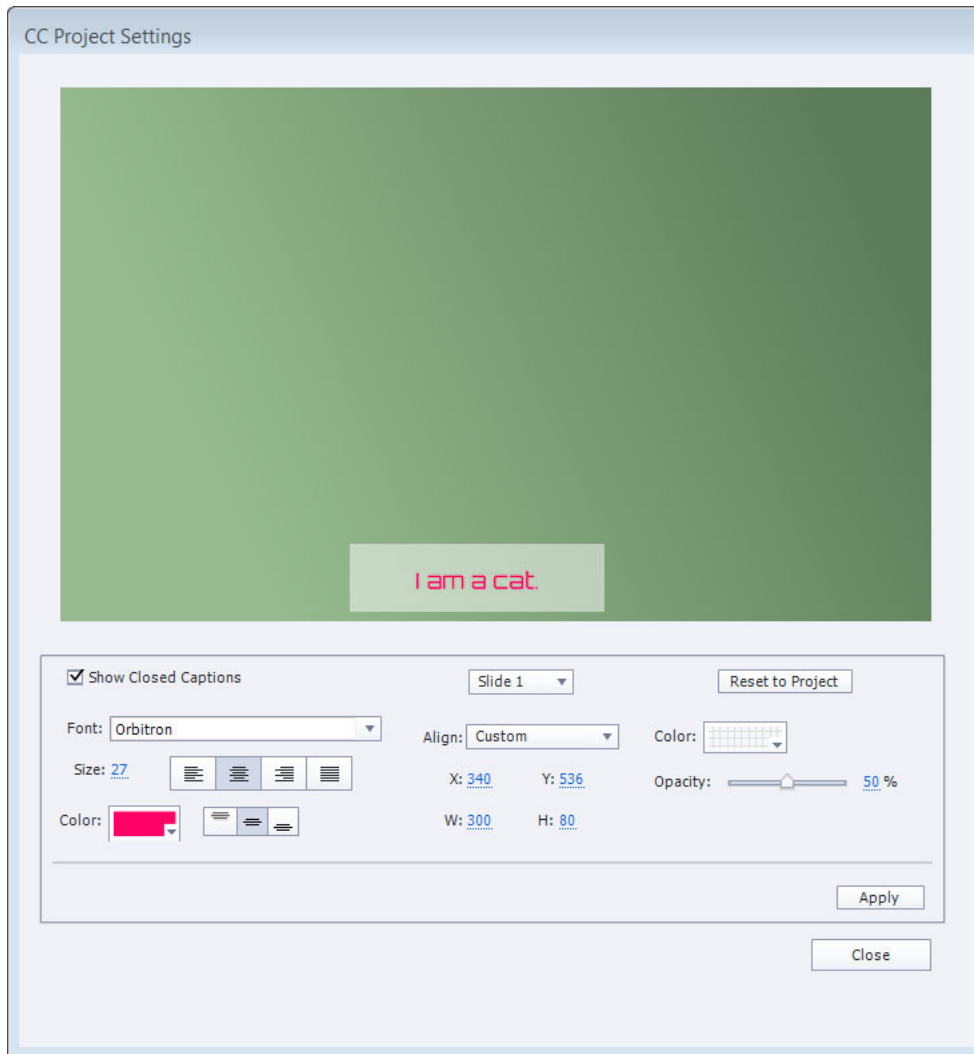 CC Project Settings
I am a cat.
Show Closed Captions
Slide 1
Reset to Project
Font: Orbitron
Align: Custom
Color:
Size: 27
X: 340 Y: 536
Opacity: 50 %
Color:
W: 300 H: 80
Apply
Close